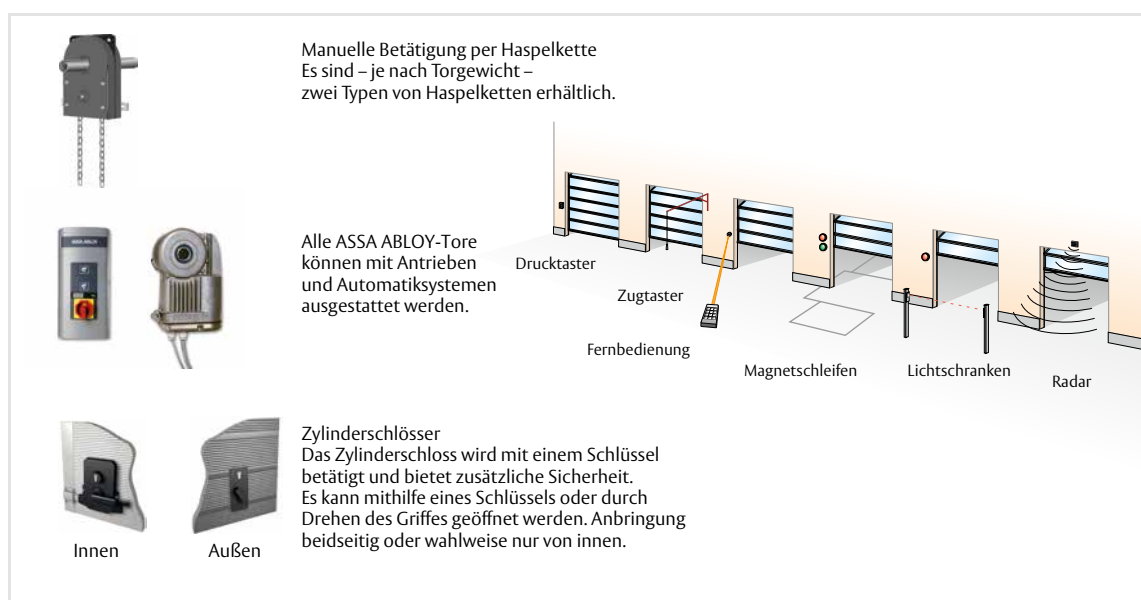 Manuelle Betätigung per Haspelkette
Es sind – je nach Torgewicht –
zwei Typen von Haspelketten erhältlich.
ASSA ABLOY
Alle ASSA ABLOY-Tore
können mit Antrieben
und Automatiksystemen
ausgestattet werden.
Drucktaster
Zugtaster
Fernbedienung
Magnetschleifen
Lichtschranken
Radar
Zylinderschlösser
Das Zylinderschloss wird mit einem Schlüssel
betätigt und bietet zusätzliche Sicherheit.
Es kann mithilfe eines Schlüssels oder durch
Drehen des Griffes geöffnet werden. Anbringung
beidseitig oder wahlweise nur von innen.
Innen
Außen